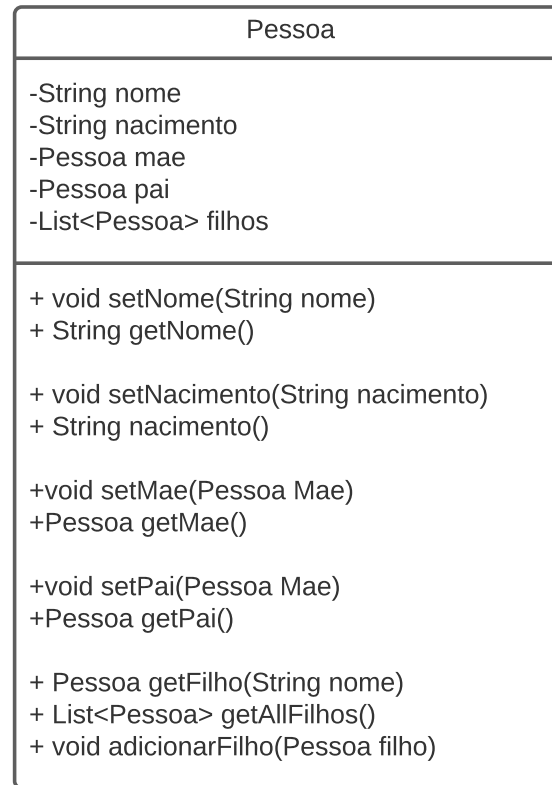 Pessoa
-String nome
-String nacimento
-Pessoa mae
-Pessoa pai
-List<Pessoa> filhos
+ void setNome(String nome)
+ String getNome()
+ void setNacimento(String nacimento)
+ String nacimento()
+void setMae(Pessoa Mae)
+Pessoa getMae()
+void setPai(Pessoa Mae)
+Pessoa getPai()
+ Pessoa getFilho(String nome)
+ List<Pessoa> getAllFilhos()
+ void adicionarFilho(Pessoa filho)